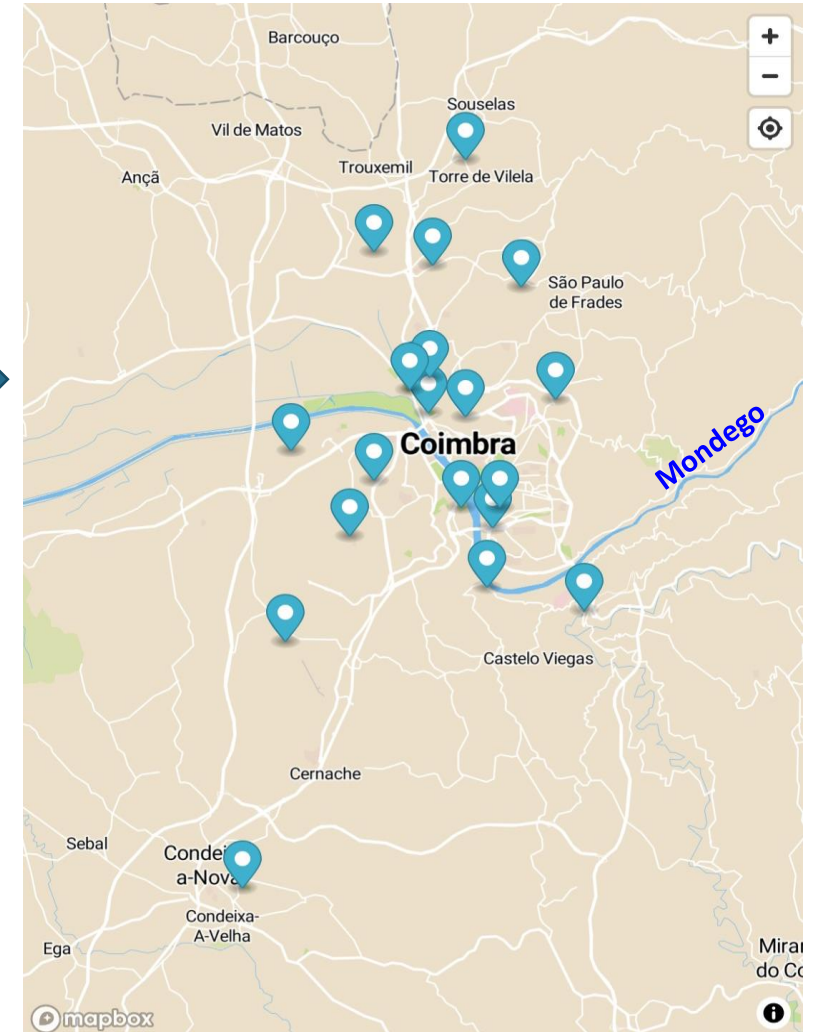 Barcouço
+
−
Souselas
Vil de Matos
Trouxemil
Torre de Vilela
Ançã
São Paulo
de Frades
Coimbra
Mondego
Castelo Viegas
Cernache
Sebal
Condei
a-Nova
Condeixa-
A-Velha
Ega
Mirar
do Co
mapbox
i